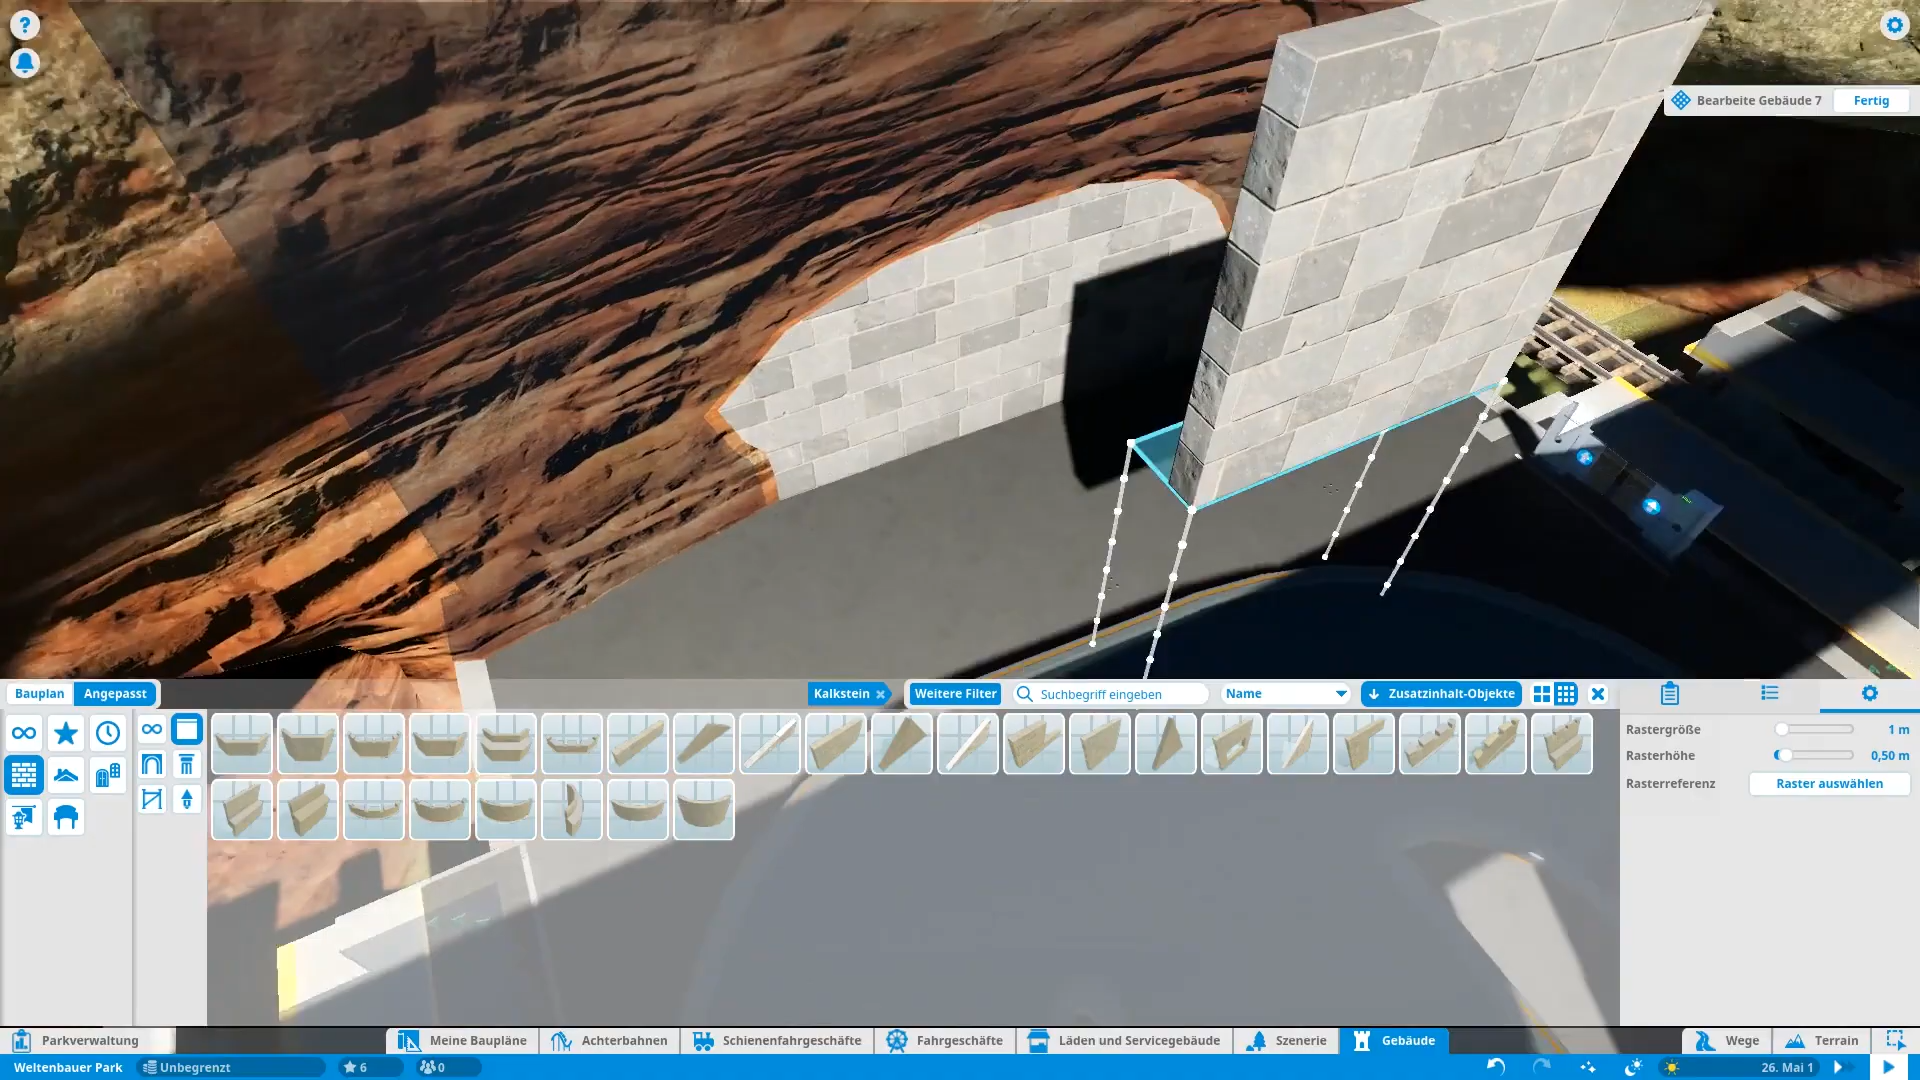 ?
Bearbeite Gebäude 7
Fertig
Bauplan
Angepasst
Kalkstein
Weitere Filter
Suchbegriff eingeben
Name
Zusatzinhalt-Objekte
Rastergröße
1 m
Rasterhöhe
0,50 m
Rasterreferenz
Raster auswählen
Parkverwaltung
Meine Baupläne
Achterbahnen
Schienenfahrgeschäfte
Fahrgeschäfte
Läden und Servicegebäude
Szenerie
Gebäude
Wege
Terrain
Weltenbauer Park
Unbegrenzt
6
0
26. Mai 1